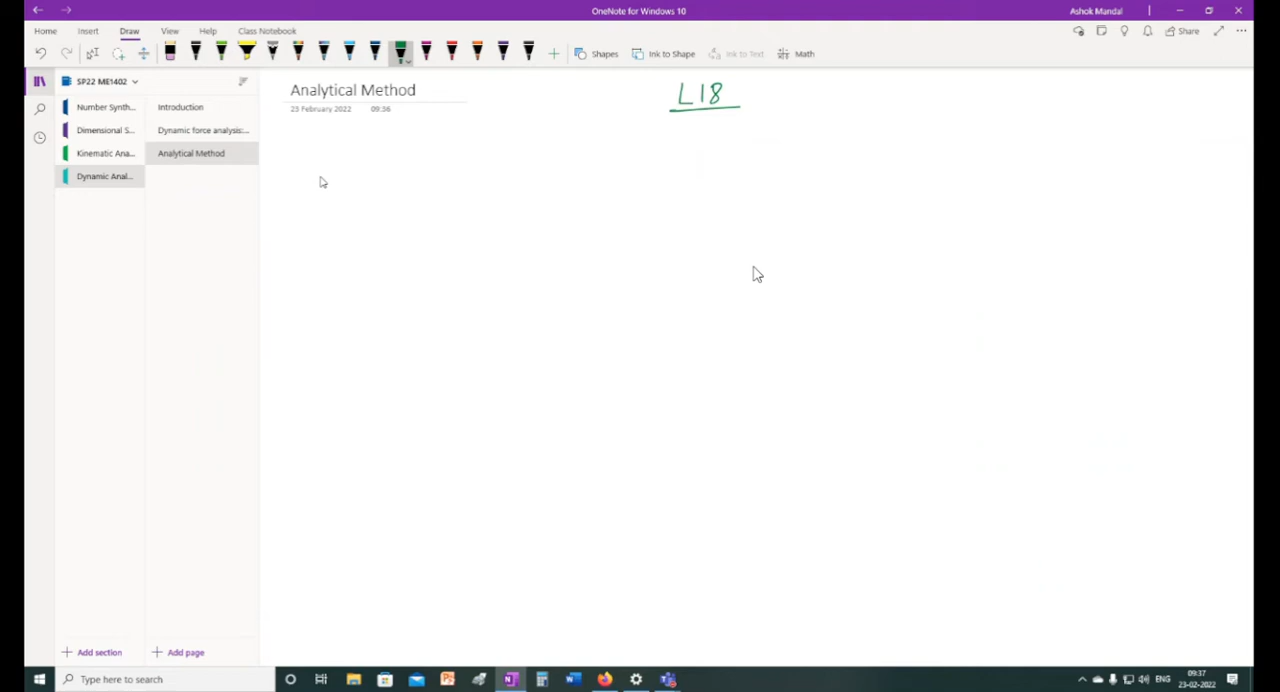 OneNote for Windows 10
Ashok Mandal
Home Insert Draw View Help Class Notebook
Share
Shapes Ink to Shape Ink to Text Math
SP22 ME1402
Number Synth...
Dimensional S...
Kinematic Ana...
Dynamic Anal...
Introduction
Dynamic force analysis:...
Analytical Method
Analytical Method
23 February 2022 09:36
L18
Add section
Add page
Type here to search
ENG
09:37
23-02-2022